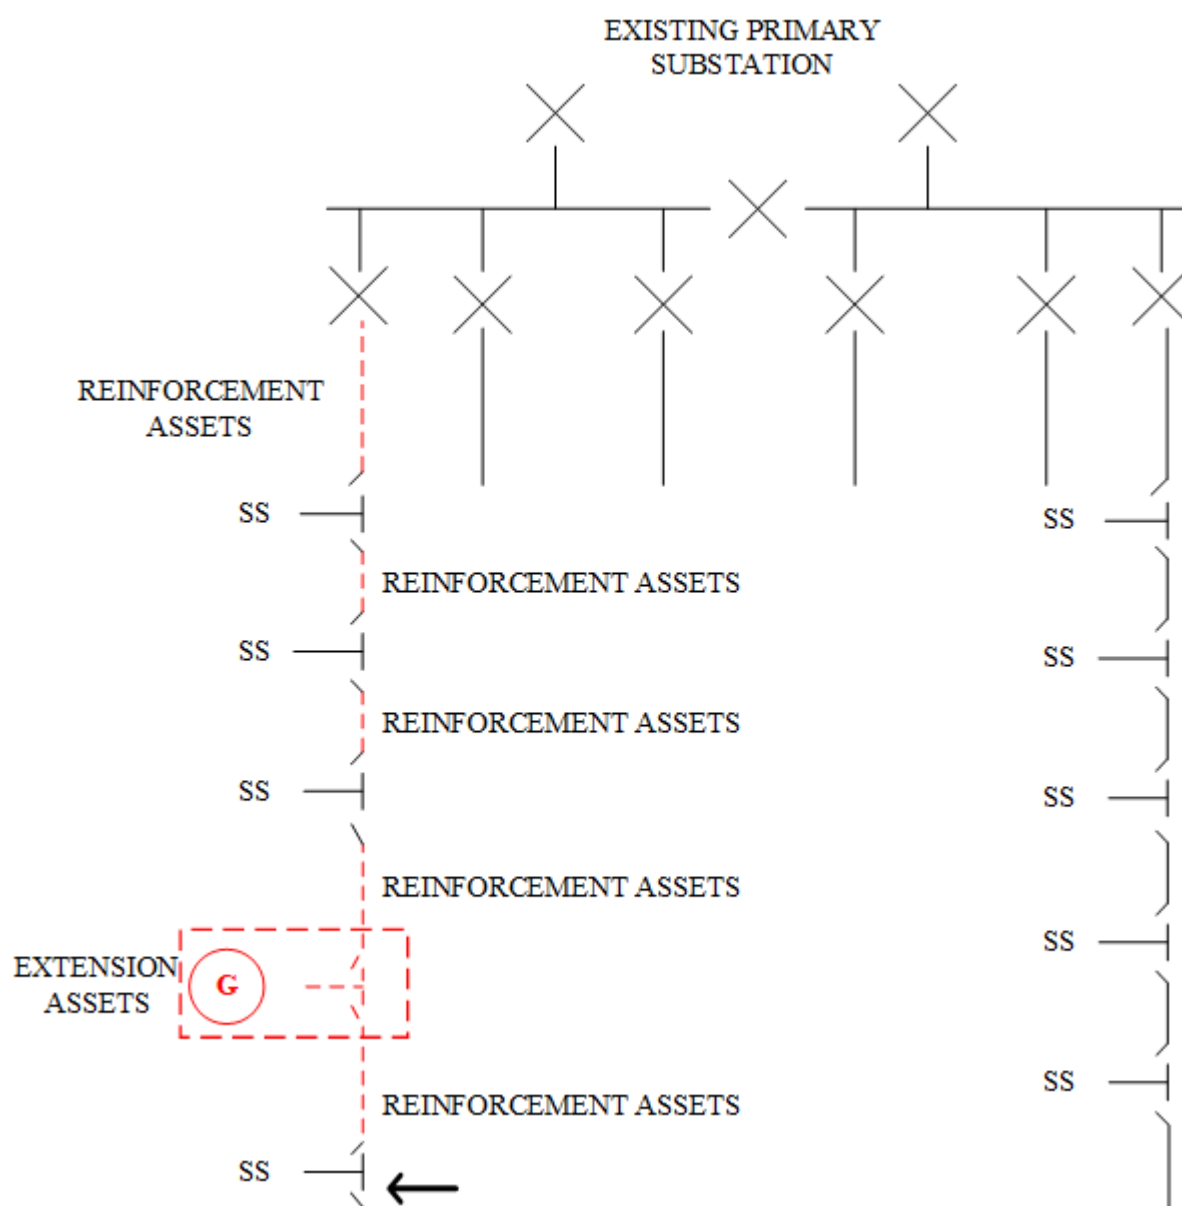 EXISTING PRIMARY
SUBSTATION
REINFORCEMENT
ASSETS
SS
SS
REINFORCEMENT ASSETS
SS
SS
REINFORCEMENT ASSETS
SS
SS
REINFORCEMENT ASSETS
SS
EXTENSION
ASSETS
G
SS
REINFORCEMENT ASSETS
SS